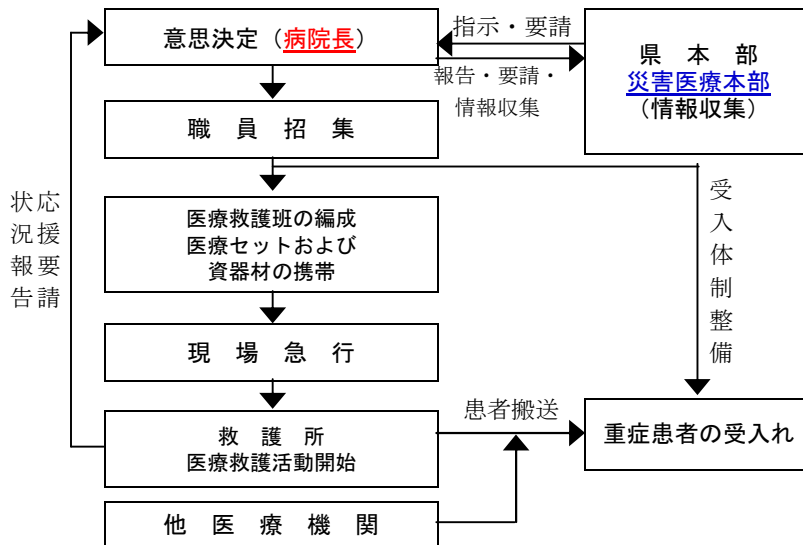 意思決定（病院長）
指示・要請
報告・要請・
情報収集
県　本　部
災害医療本部
（情報収集）
職　員　招　集
応援要請
状況報告
医療救護班の編成
医療セットおよび
資器材の携帯
受入体制整備
現　場　急　行
患者搬送
救　護　所
医療救護活動開始
重症患者の受入れ
他　医　療　機　関